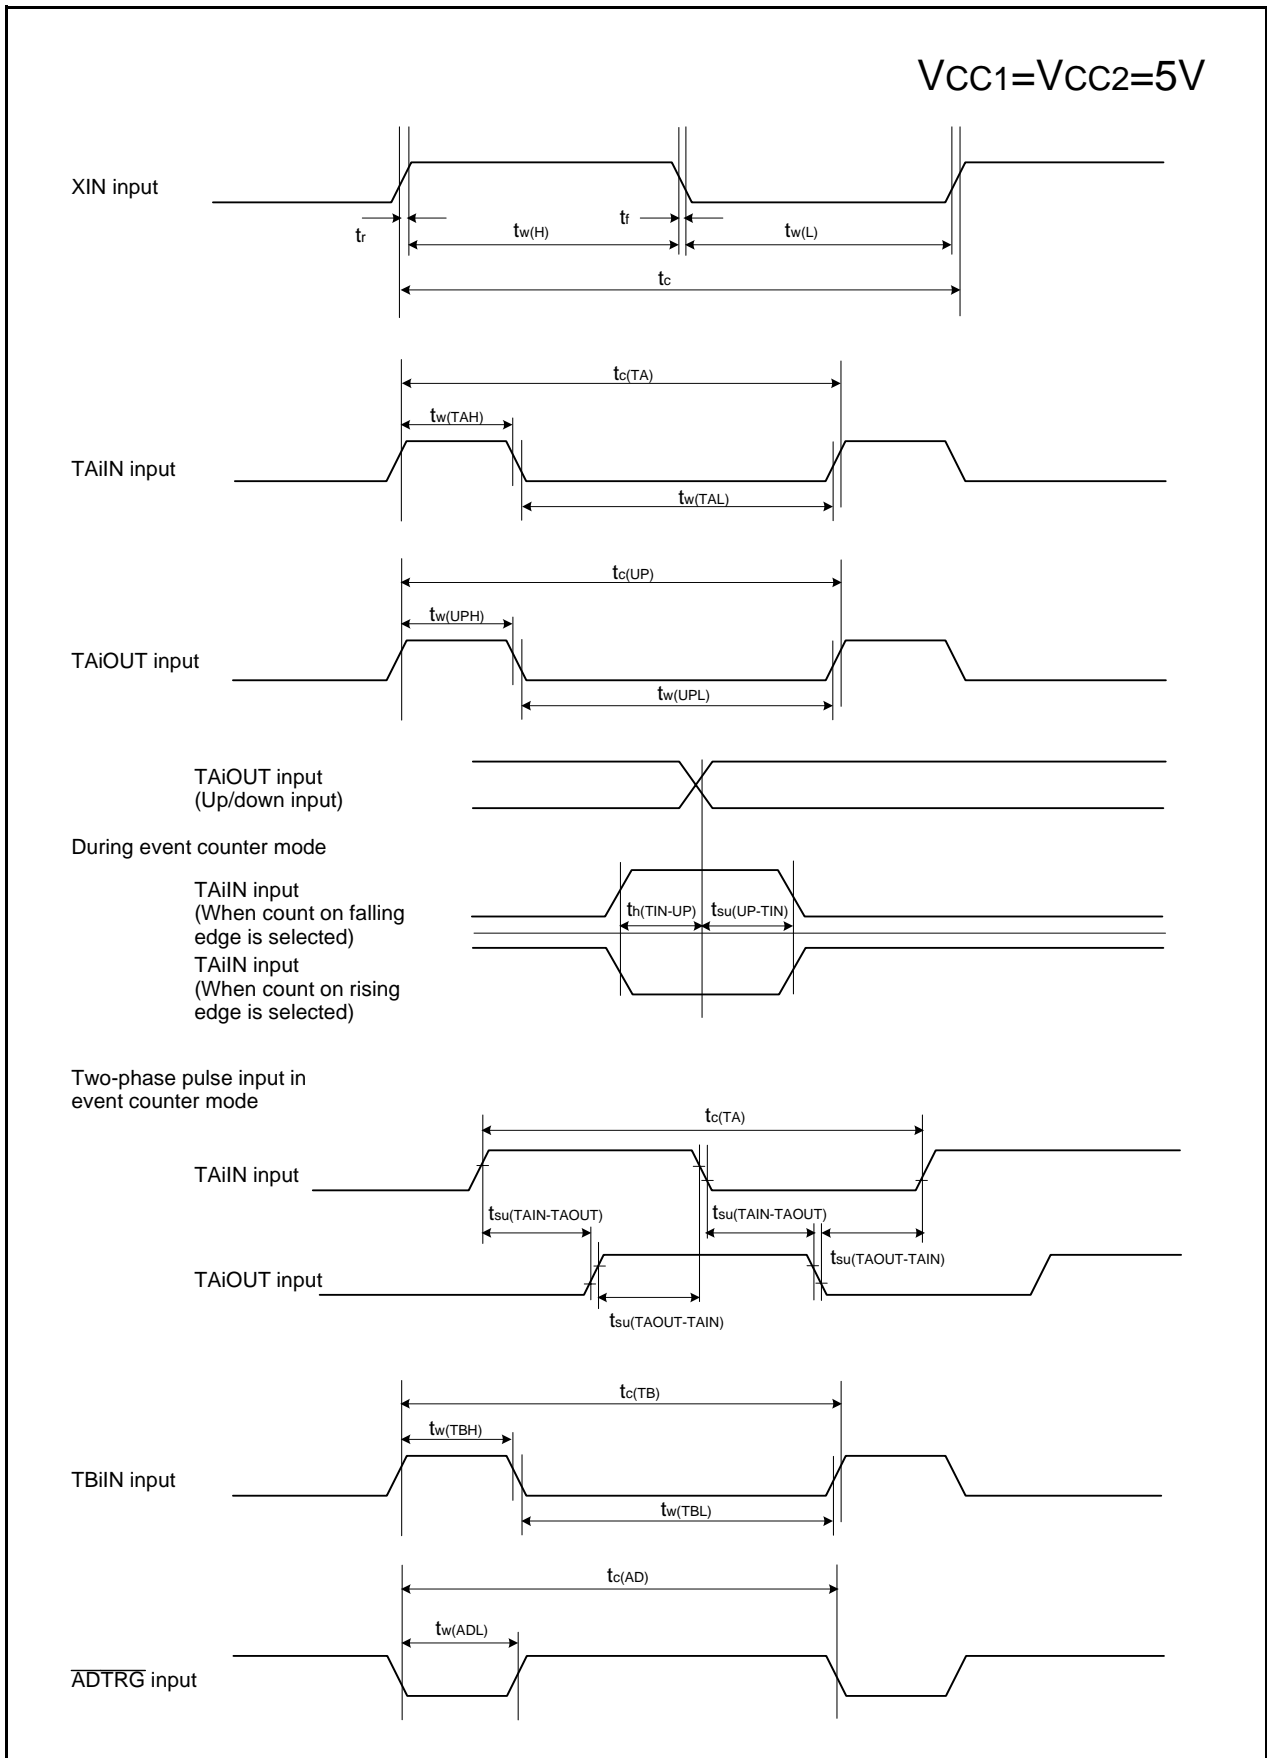 VCC1=VCC2=5V
XIN input
tr
tw(H)
tf
tw(L)
tc
tc(TA)
tw(TAH)
TAiIN input
tw(TAL)
tc(UP)
tw(UPH)
TAiOUT input
tw(UPL)
TAiOUT input
(Up/down input)
During event counter mode
TAiIN input
(When count on falling
edge is selected)
th(TIN-UP)
tsu(UP-TIN)
TAiIN input
(When count on rising
edge is selected)
Two-phase pulse input in
event counter mode
tc(TA)
TAiIN input
tsu(TAIN-TAOUT)
tsu(TAIN-TAOUT)
tsu(TAOUT-TAIN)
TAiOUT input
tsu(TAOUT-TAIN)
tc(TB)
tw(TBH)
TBiIN input
tw(TBL)
tc(AD)
tw(ADL)
ADTRG input